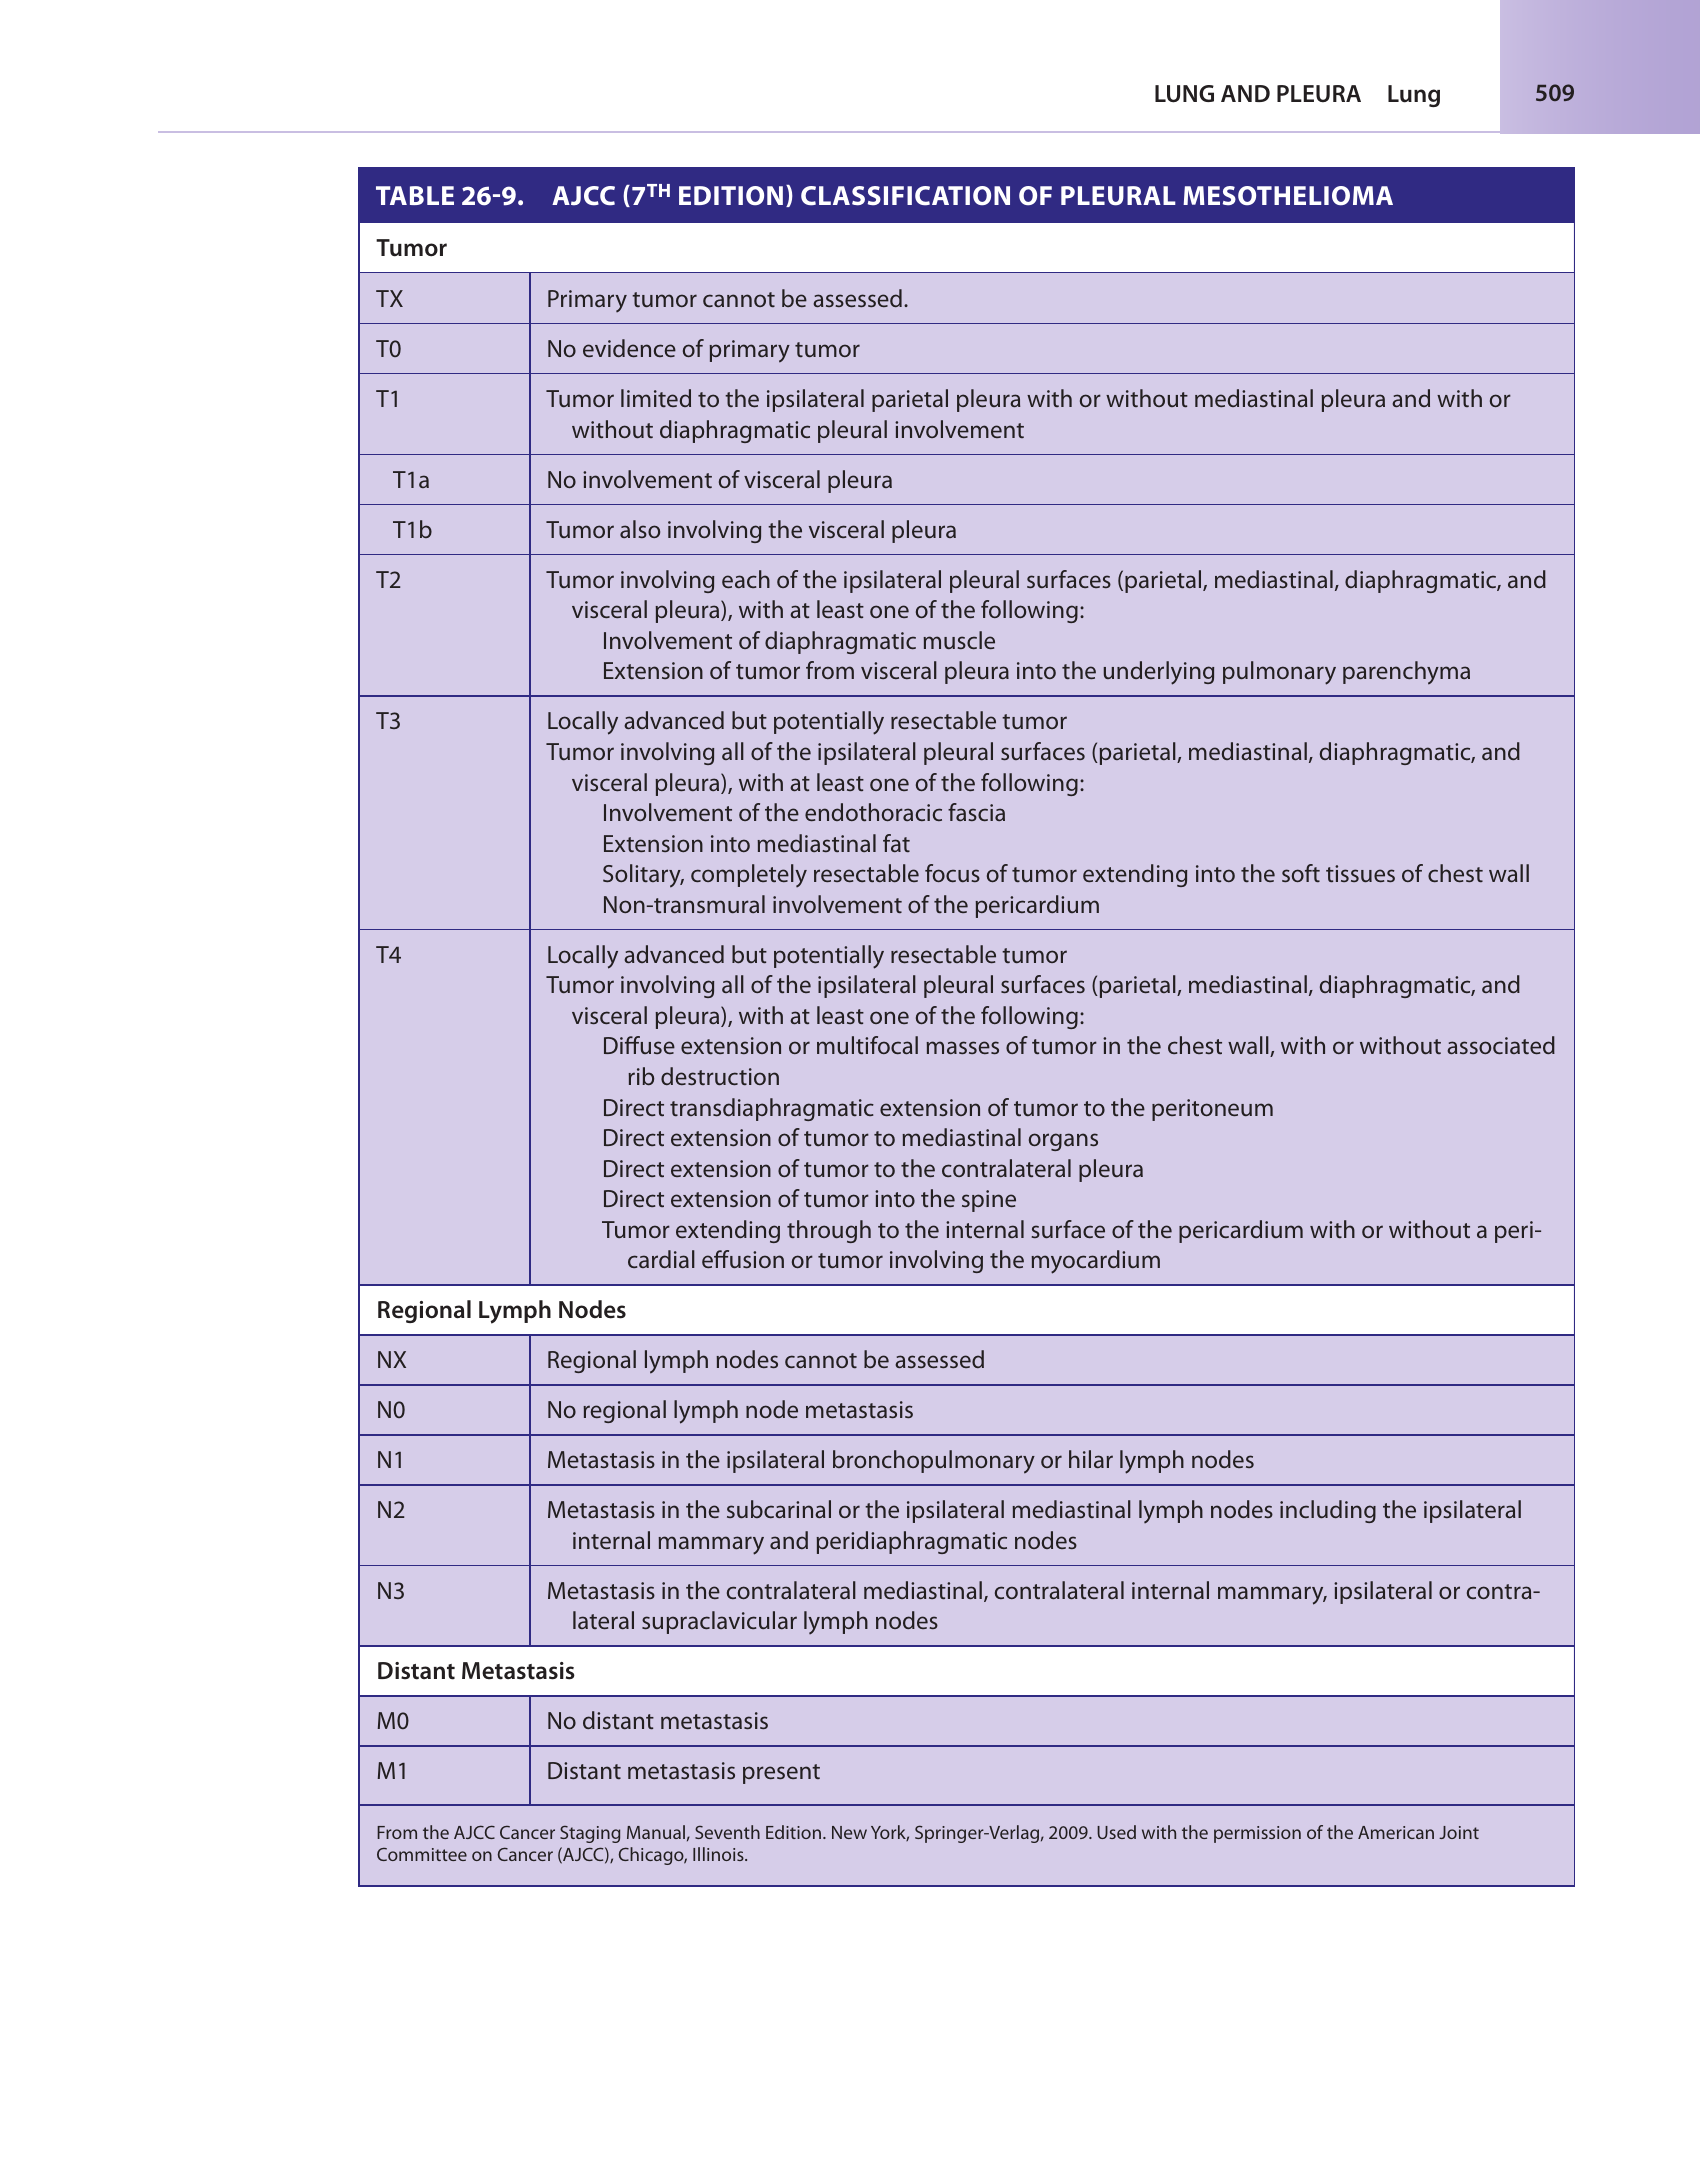 LUNG AND PLEURA Lung 509
TABLE 26-9. AJCC (7TH EDITION) CLASSIFICATION OF PLEURAL MESOTHELIOMA
Tumor
TX Primary tumor cannot be assessed.
T0 No evidence of primary tumor
T1 Tumor limited to the ipsilateral parietal pleura with or without mediastinal pleura and with or
without diaphragmatic pleural involvement
T1a No involvement of visceral pleura
T1b Tumor also involving the visceral pleura
T2 Tumor involving each of the ipsilateral pleural surfaces (parietal, mediastinal, diaphragmatic, and
visceral pleura), with at least one of the following:
Involvement of diaphragmatic muscle
Extension of tumor from visceral pleura into the underlying pulmonary parenchyma
T3 Locally advanced but potentially resectable tumor
Tumor involving all of the ipsilateral pleural surfaces (parietal, mediastinal, diaphragmatic, and
visceral pleura), with at least one of the following:
Involvement of the endothoracic fascia
Extension into mediastinal fat
Solitary, completely resectable focus of tumor extending into the soft tissues of chest wall
Non-transmural involvement of the pericardium
T4 Locally advanced but potentially resectable tumor
Tumor involving all of the ipsilateral pleural surfaces (parietal, mediastinal, diaphragmatic, and
visceral pleura), with at least one of the following:
Diffuse extension or multifocal masses of tumor in the chest wall, with or without associated
rib destruction
Direct transdiaphragmatic extension of tumor to the peritoneum
Direct extension of tumor to mediastinal organs
Direct extension of tumor to the contralateral pleura
Direct extension of tumor into the spine
Tumor extending through to the internal surface of the pericardium with or without a peri-
cardial effusion or tumor involving the myocardium
Regional Lymph Nodes
NX Regional lymph nodes cannot be assessed
N0 No regional lymph node metastasis
N1 Metastasis in the ipsilateral bronchopulmonary or hilar lymph nodes
N2 Metastasis in the subcarinal or the ipsilateral mediastinal lymph nodes including the ipsilateral
internal mammary and peridiaphragmatic nodes
N3 Metastasis in the contralateral mediastinal, contralateral internal mammary, ipsilateral or contra-
lateral supraclavicular lymph nodes
Distant Metastasis
M0 No distant metastasis
M1 Distant metastasis present
From the AJCC Cancer Staging Manual, Seventh Edition. New York, Springer-Verlag, 2009. Used with the permission of the American Joint
Committee on Cancer (AJCC), Chicago, Illinois.